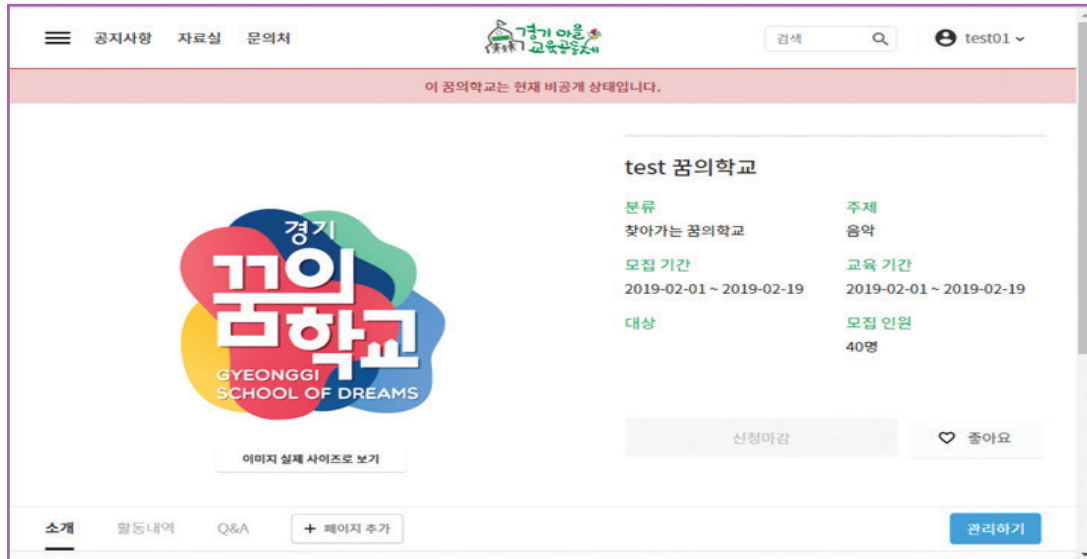 공지사항 자료실 문의처
경기 마을
교육공동체
검색
test01
이 꿈의학교는 현재 비공개 상태입니다.
test 꿈의학교
분류 주제
찾아가는 꿈의학교 음악
모집 기간 교육 기간
2019-02-01 ~ 2019-02-19 2019-02-01 ~ 2019-02-19
대상 모집 인원
40명
경기
꿈의
학교
GYEONGGI
SCHOOL OF DREAMS
신청마감 좋아요
이미지 실제 사이즈로 보기
소개 활동내역 Q&A + 페이지 추가 관리하기